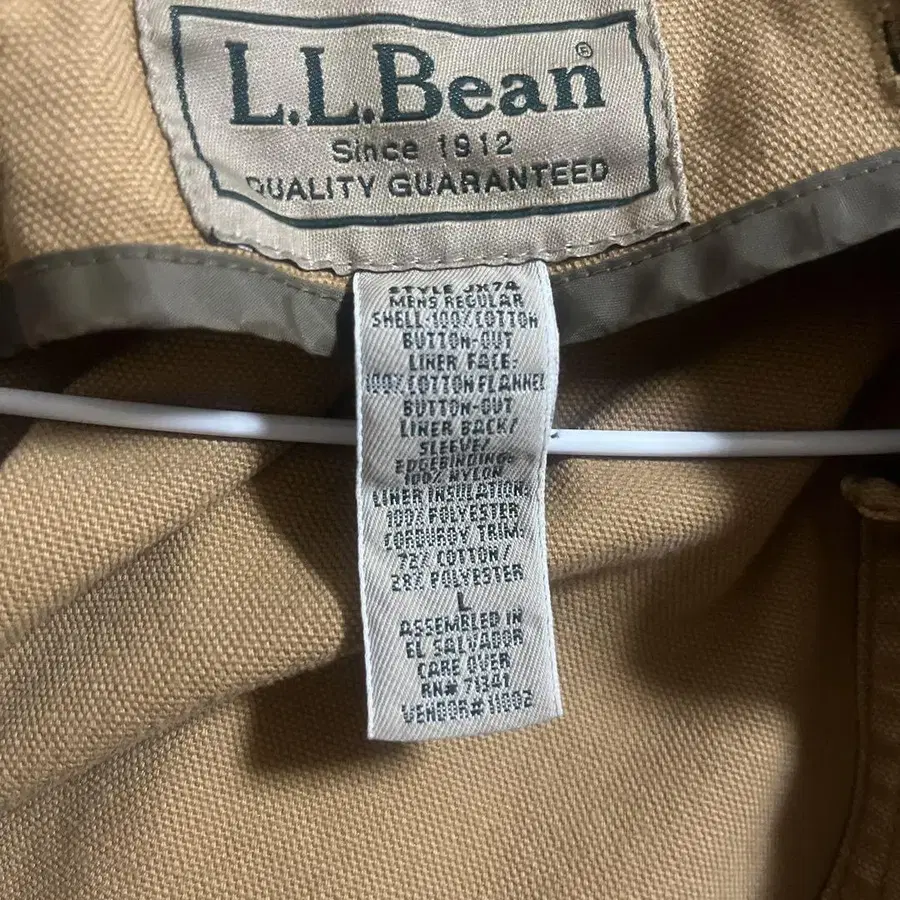 L.L.Bean®
Since 1912
QUALITY GUARANTEED
STYLE JX74
MENS REGULAR
SHELL:100% COTTON
BUTTON-OUT
LINER FACE:
100% COTTON FLANNEL
BUTTON-OUT
LINER BACK/
SLEEVE/
EDGEBINDING:
100% NYLON
LINER INSULATION:
100% POLYESTER
CORDUROY TRIM:
72% COTTON/
28% POLYESTER
L
ASSEMBLED IN
EL SALVADOR
CARE OVER
RN# 71341
VENDOR# 11002